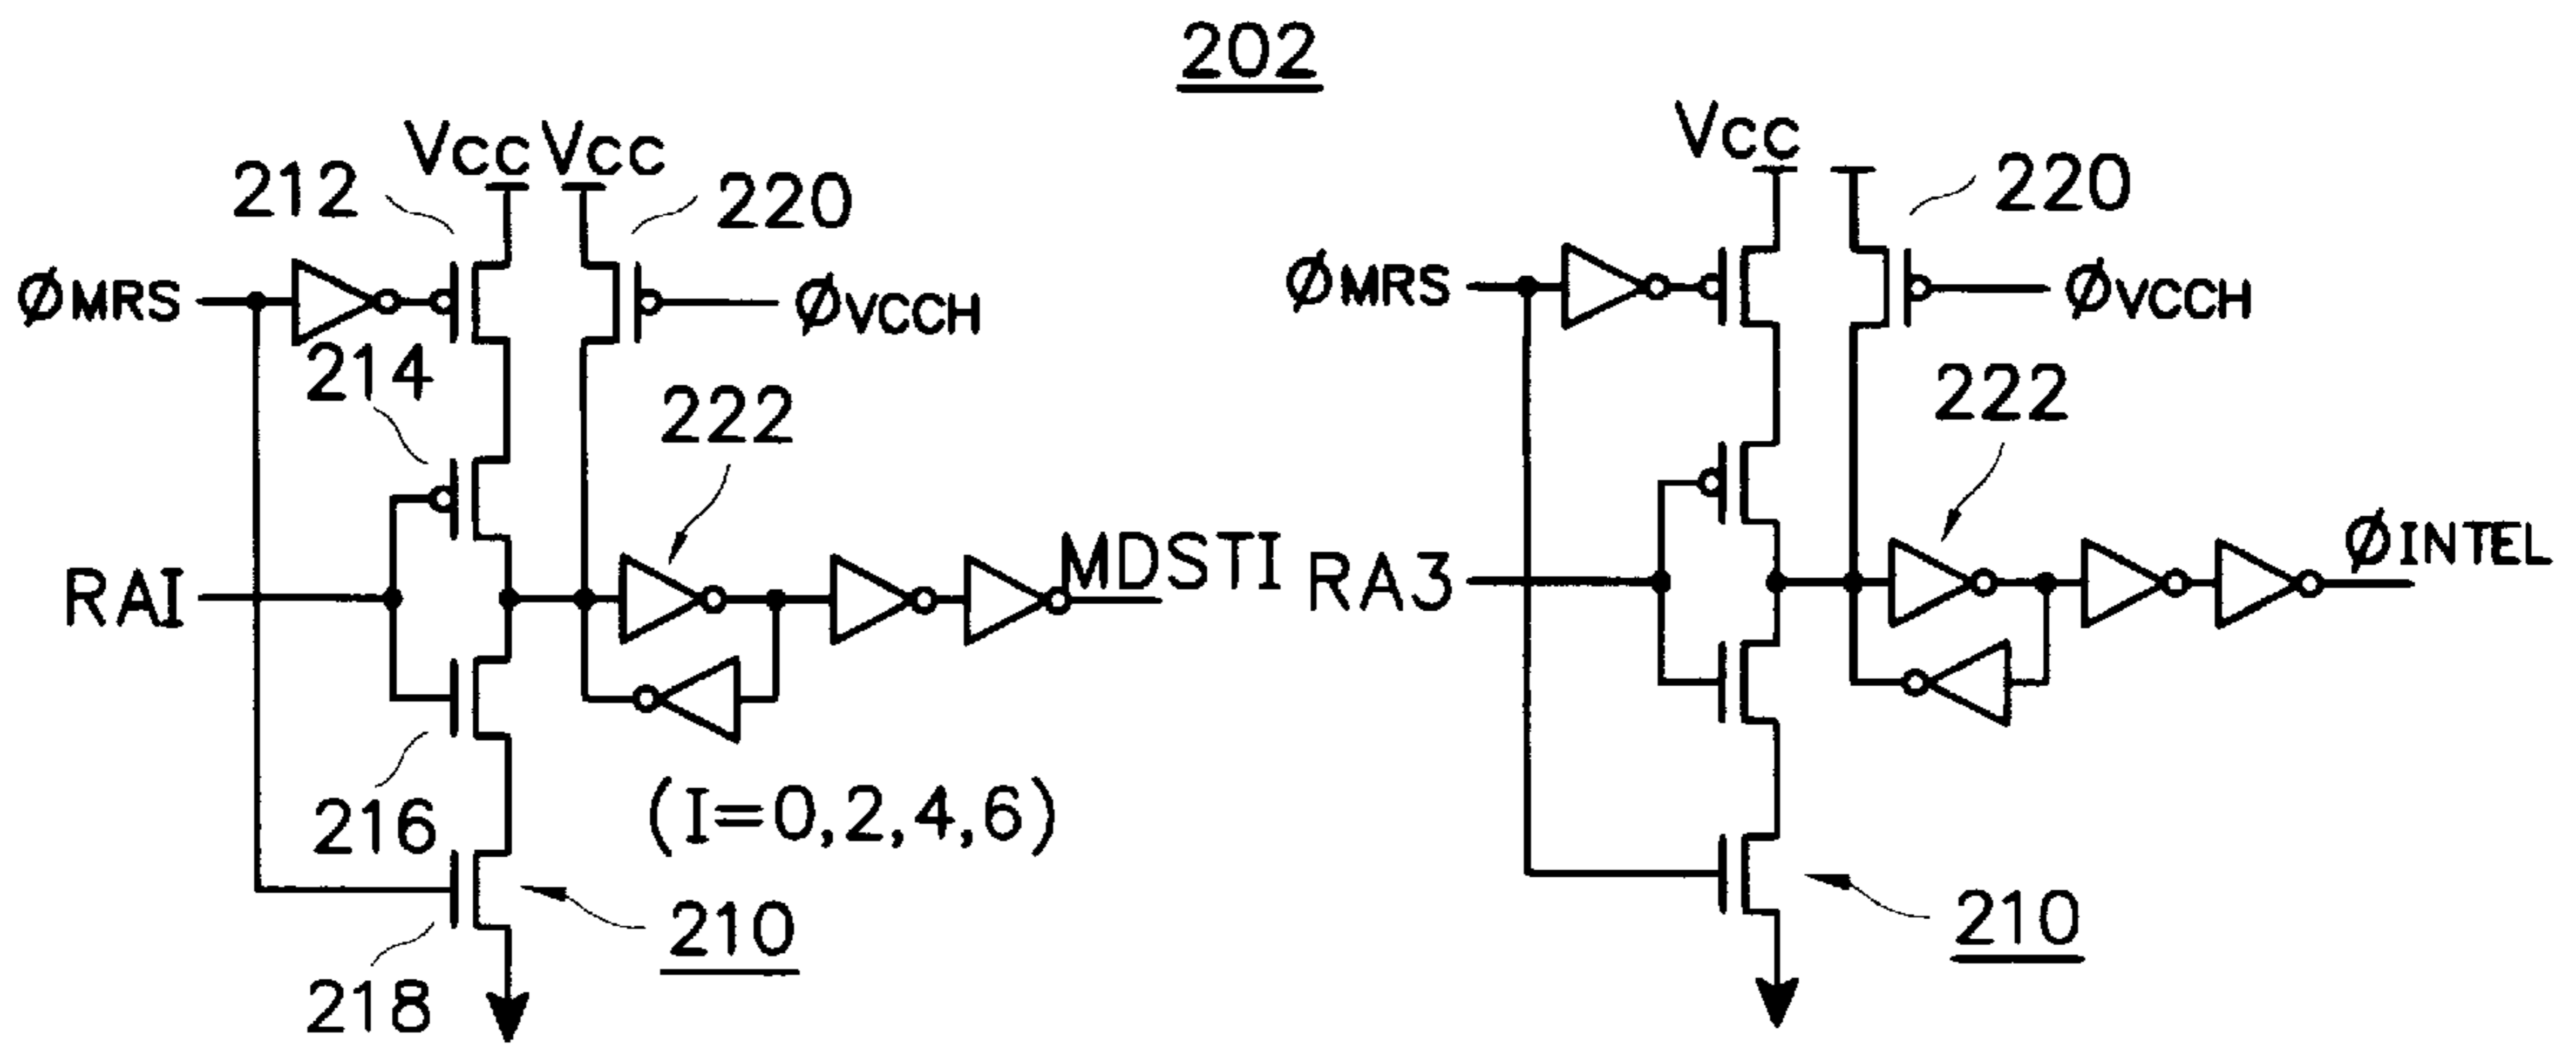 202
VCC VCC
212
220
ØMRS
ØVCCH
214
222
RAI
MDSTI
216
(I=0,2,4,6)
210
218
VCC
220
ØMRS
ØVCCH
222
RA3
ØINTEL
210